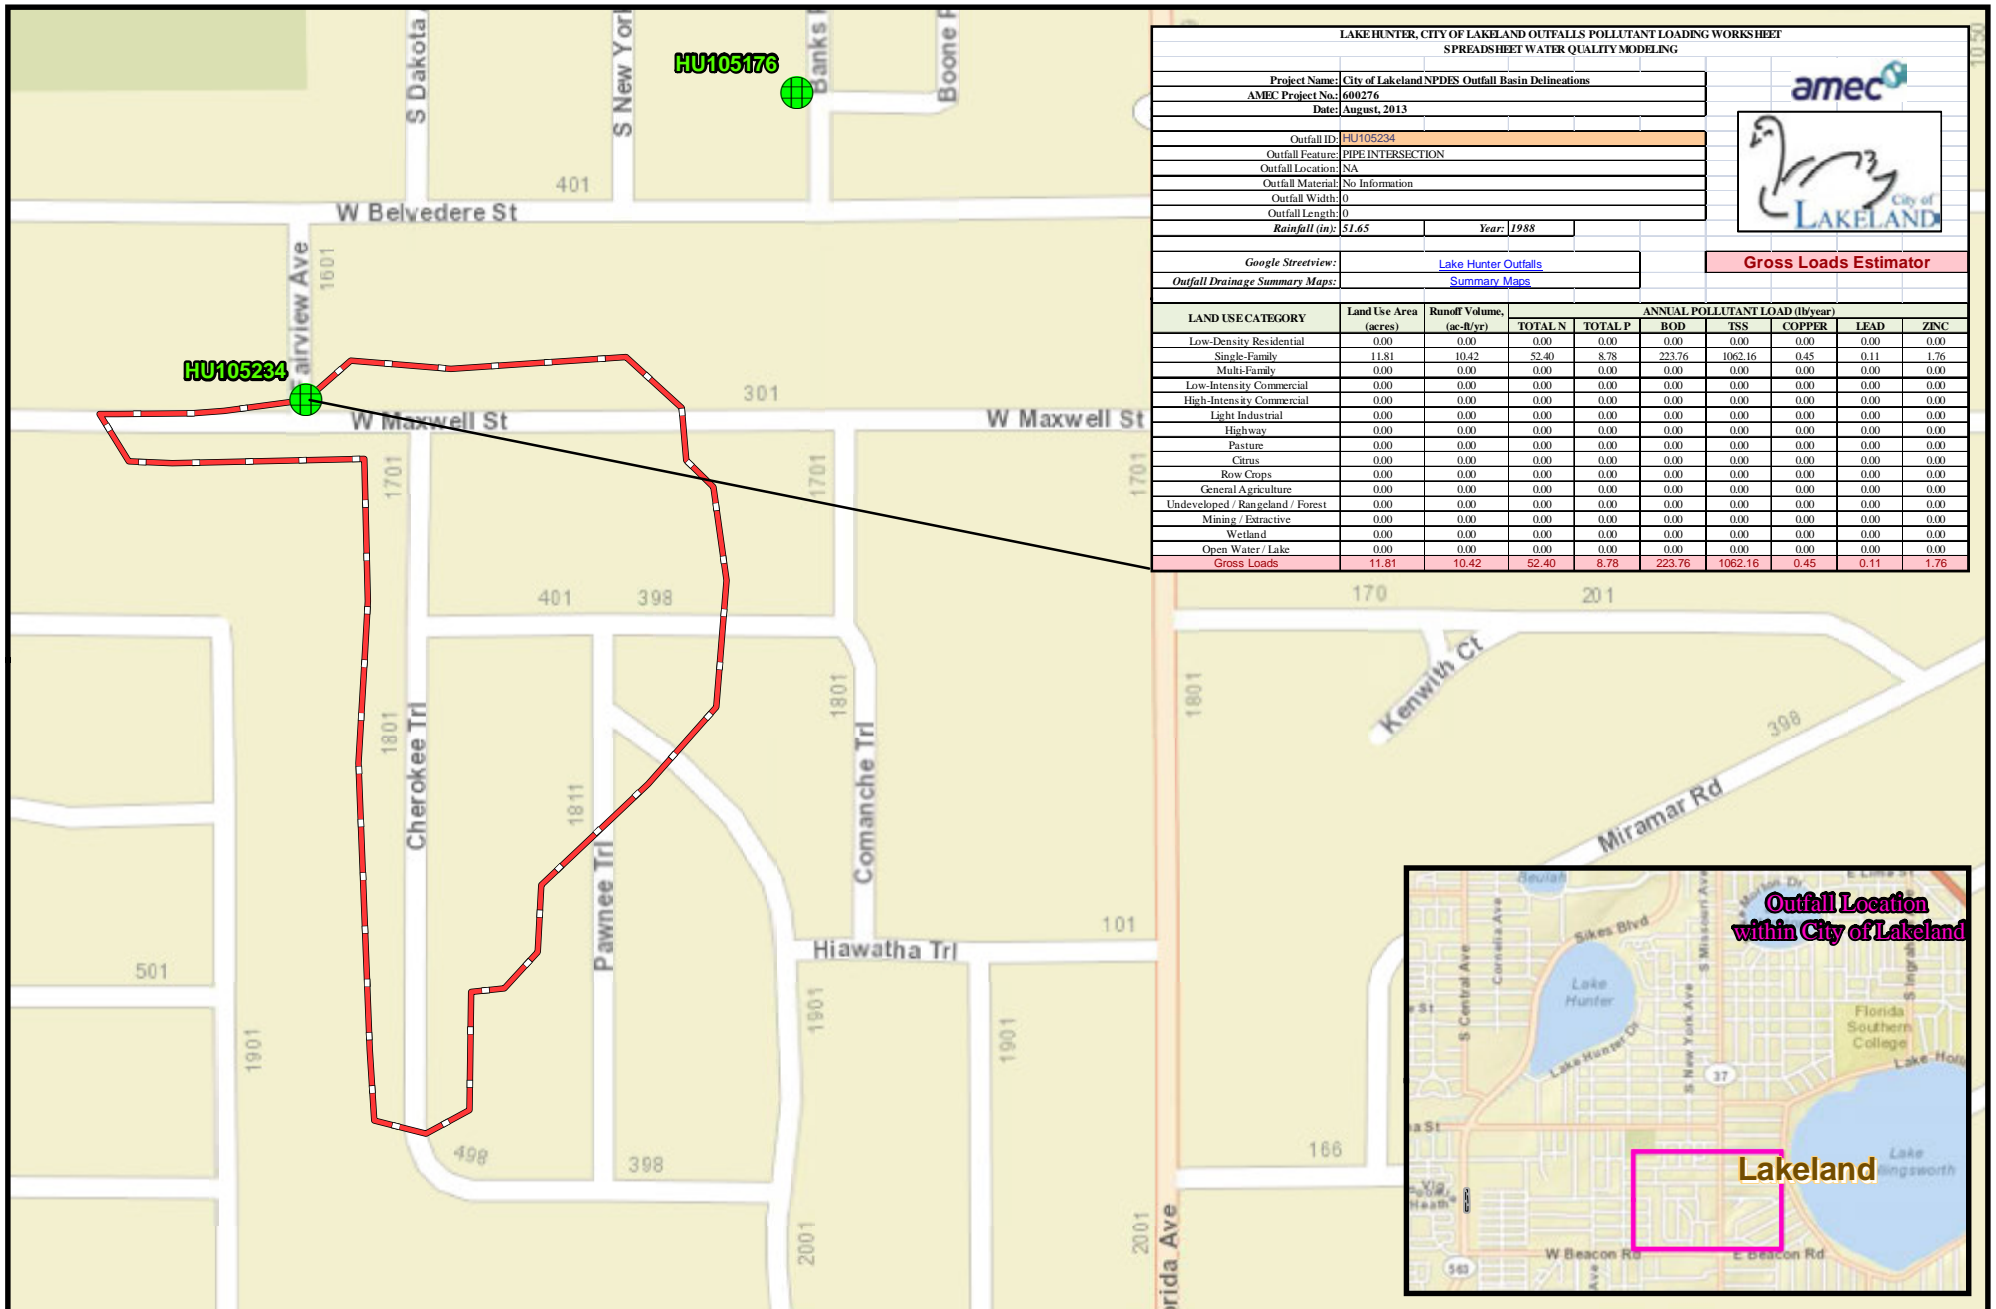 S Dakota
S New York
Banks
Boone
HU105176
401
W Belvedere St
Fairview Ave
1601
HU105234
W Maxwell St
301
W Maxwell St
1701
1701
1701
401
398
1801
Cherokee Trl
1811
Pawnee Trl
1801
Comanche Trl
1801
170
201
Kenwith Ct
398
Miramar Rd
101
Hiawatha Trl
501
1901
1901
1901
498
398
166
2001
2001
rida Ave
1050
LAKE HUNTER, CITY OF LAKELAND OUTFALLS POLLUTANT LOADING WORKSHEET
SPREADSHEET WATER QUALITY MODELING
Project Name: City of Lakeland NPDES Outfall Basin Delineations
AMEC Project No.: 600276
Date: August, 2013
amec
Outfall ID: HU105234
Outfall Feature: PIPE INTERSECTION
Outfall Location: NA
Outfall Material: No Information
Outfall Width: 0
Outfall Length: 0
Rainfall (in): 51.65 Year: 1988
City of
LAKELAND
Google Streetview: Lake Hunter Outfalls
Gross Loads Estimator
Outfall Drainage Summary Maps: Summary Maps
LAND USE CATEGORY Land Use Area (acres) Runoff Volume, (ac-ft/yr) ANNUAL POLLUTANT LOAD (lb/year)
TOTAL N TOTAL P BOD TSS COPPER LEAD ZINC
Low-Density Residential 0.00 0.00 0.00 0.00 0.00 0.00 0.00 0.00 0.00
Single-Family 11.81 10.42 52.40 8.78 223.76 1062.16 0.45 0.11 1.76
Multi-Family 0.00 0.00 0.00 0.00 0.00 0.00 0.00 0.00 0.00
Low-Intensity Commercial 0.00 0.00 0.00 0.00 0.00 0.00 0.00 0.00 0.00
High-Intensity Commercial 0.00 0.00 0.00 0.00 0.00 0.00 0.00 0.00 0.00
Light Industrial 0.00 0.00 0.00 0.00 0.00 0.00 0.00 0.00 0.00
Highway 0.00 0.00 0.00 0.00 0.00 0.00 0.00 0.00 0.00
Pasture 0.00 0.00 0.00 0.00 0.00 0.00 0.00 0.00 0.00
Citrus 0.00 0.00 0.00 0.00 0.00 0.00 0.00 0.00 0.00
Row Crops 0.00 0.00 0.00 0.00 0.00 0.00 0.00 0.00 0.00
General Agriculture 0.00 0.00 0.00 0.00 0.00 0.00 0.00 0.00 0.00
Undeveloped / Rangeland / Forest 0.00 0.00 0.00 0.00 0.00 0.00 0.00 0.00 0.00
Mining / Extractive 0.00 0.00 0.00 0.00 0.00 0.00 0.00 0.00 0.00
Wetland 0.00 0.00 0.00 0.00 0.00 0.00 0.00 0.00 0.00
Open Water / Lake 0.00 0.00 0.00 0.00 0.00 0.00 0.00 0.00 0.00
Gross Loads 11.81 10.42 52.40 8.78 223.76 1062.16 0.45 0.11 1.76
Outfall Location
within City of Lakeland
Beulah
E Lima St
Morton Dr
Cornelia Ave
Sikes Blvd
S Missouri Ave
S Central Ave
S Ingrah
Lake
Hunter
Lake Hunter Dr
S New York Ave
Florida
Southern
College
Lake Holl
37
Lakeland
Lake
llingsworth
W Beacon Rd
E Beacon Rd
563
Ave